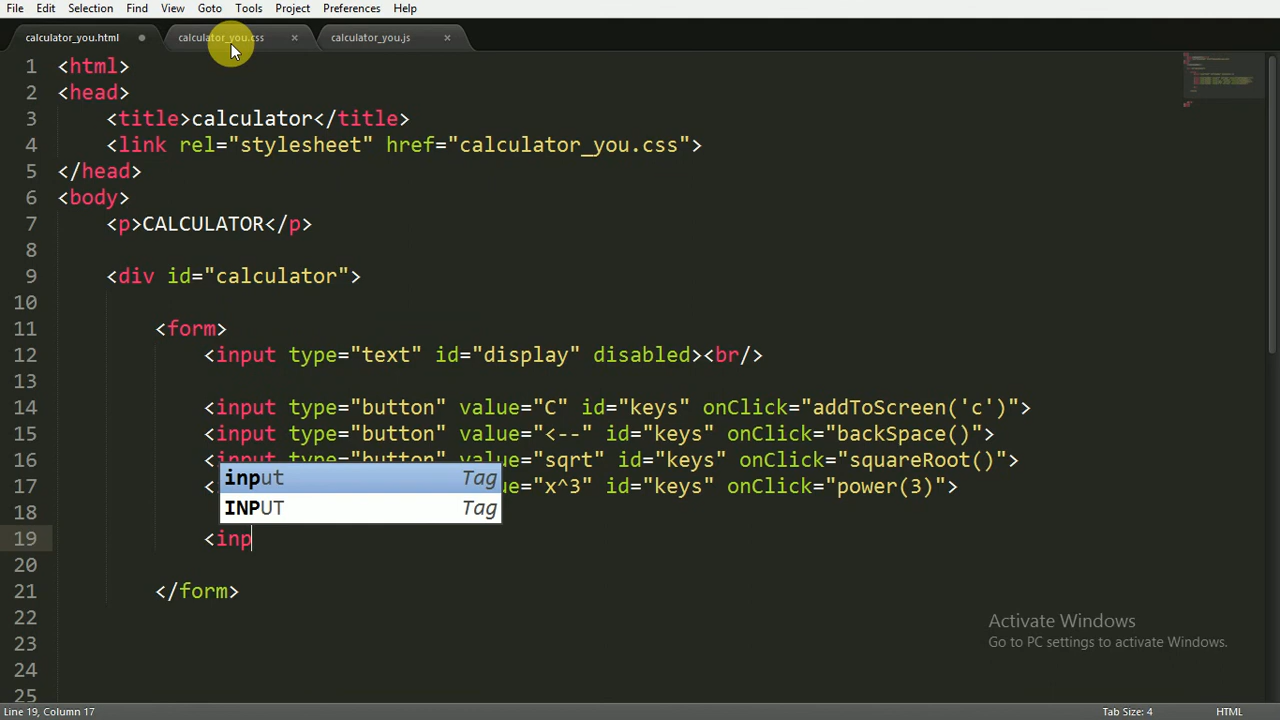 File Edit Selection Find View Goto Tools Project Preferences Help
calculator_you.html calculator_you.css calculator_you.js
1 <html>
2 <head>
3 <title>calculator</title>
4 <link rel="stylesheet" href="calculator_you.css">
5 </head>
6 <body>
7 <p>CALCULATOR</p>
8
9 <div id="calculator">
10
11 <form>
12 <input type="text" id="display" disabled><br/>
13
14 <input type="button" value="C" id="keys" onClick="addToScreen('c')">
15 <input type="button" value="<--" id="keys" onClick="backSpace()">
16 <input type="button" value="sqrt" id="keys" onClick="squareRoot()">
input Tag
17 < ue="x^3" id="keys" onClick="power(3)">
INPUT Tag
18
19 <inp
20
21 </form>
22
23
24
25
Activate Windows
Go to PC settings to activate Windows.
Line 19, Column 17 Tab Size: 4 HTML